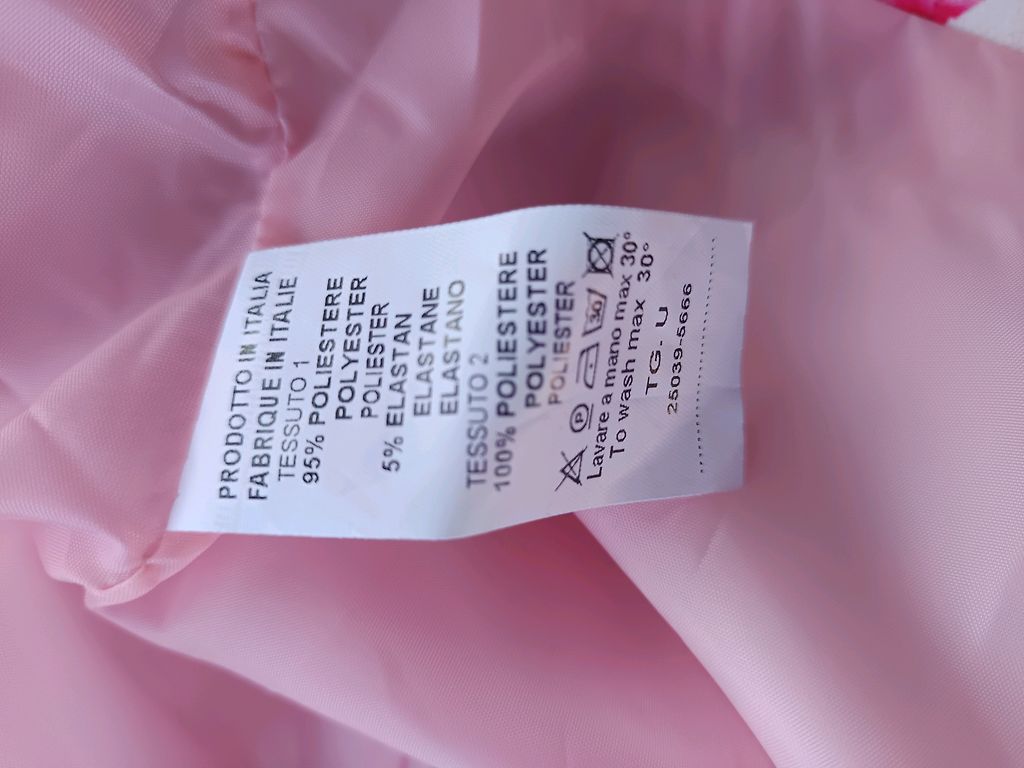 PRODOTTO IN ITALIA
FABRIQUE IN ITALIE
TESSUTO 1
95% POLIESTERE
POLYESTER
POLIESTER
5% ELASTAN
ELASTANE
ELASTANO
TESSUTO 2
100% POLIESTERE
POLYESTER
POLIESTER
P 30
Lavare a mano max 30°
To wash max 30°
TG. U
25039-5666